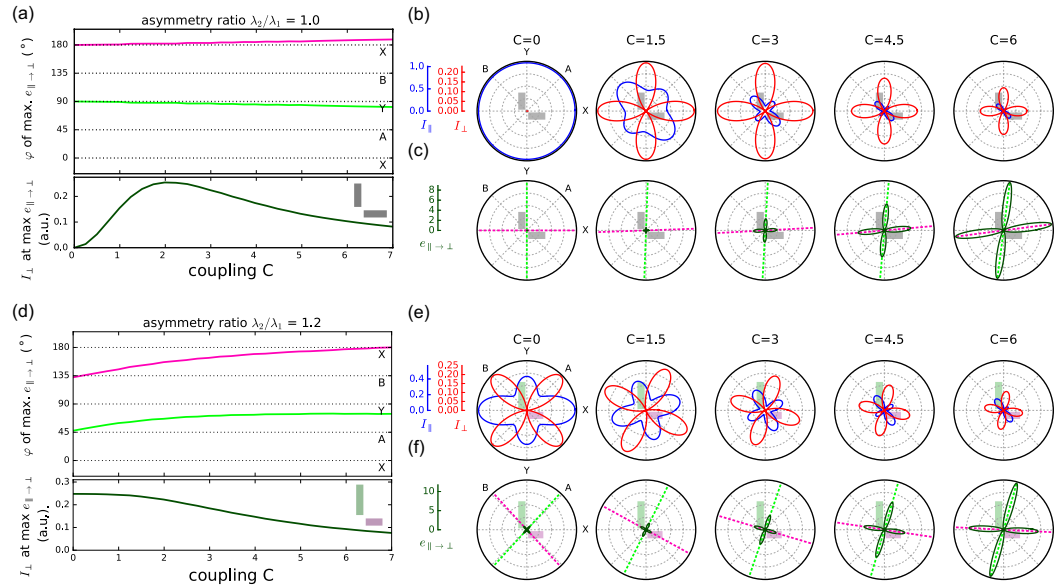 (a)
asymmetry ratio λ₂/λ₁ = 1.0
φ of max. e∥→⊥ (°)
180
135
90
45
0
X
B
Y
A
X
I⊥ at max e∥→⊥
(a.u.)
0.2
0.1
0.0
0 1 2 3 4 5 6 7
coupling C
(b)
C=0 C=1.5 C=3 C=4.5 C=6
Y
B A
X
1.0
0.5
0.0
I∥
0.20
0.15
0.10
0.05
0.00
I⊥
(c)
Y
B A
X
8
6
4
2
0
e∥→⊥
(d)
asymmetry ratio λ₂/λ₁ = 1.2
φ of max. e∥→⊥ (°)
180
135
90
45
0
X
B
Y
A
X
I⊥ at max e∥→⊥
(a.u,)
0.3
0.2
0.1
0.0
0 1 2 3 4 5 6 7
coupling C
(e)
C=0 C=1.5 C=3 C=4.5 C=6
Y
B A
X
0.4
0.2
0.0
I∥
0.25
0.20
0.15
0.10
0.05
0.00
I⊥
(f)
Y
B A
X
10
5
0
e∥→⊥